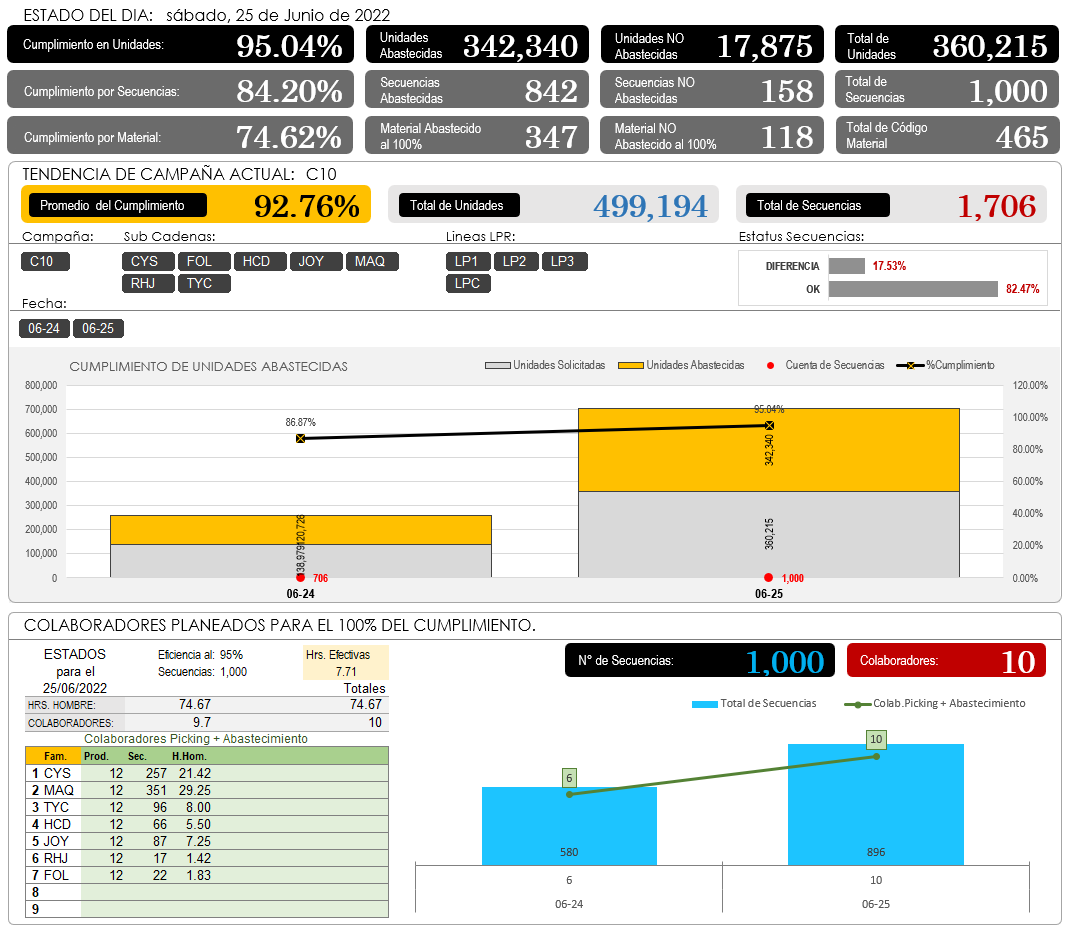 ESTADO DEL DIA: sábado, 25 de Junio de 2022
Cumplimiento en Unidades: 95.04%
Unidades Abastecidas 342,340
Unidades NO Abastecidas 17,875
Total de Unidades 360,215
Cumplimiento por Secuencias: 84.20%
Secuencias Abastecidas 842
Secuencias NO Abastecidas 158
Total de Secuencias 1,000
Cumplimiento por Material: 74.62%
Material Abastecido al 100% 347
Material NO Abastecido al 100% 118
Total de Código Material 465
TENDENCIA DE CAMPAÑA ACTUAL: C10
Promedio del Cumplimiento 92.76%
Total de Unidades 499,194
Total de Secuencias 1,706
Campaña:
C10
Sub Cadenas:
CYS FOL HCD JOY MAQ
RHJ TYC
Lineas LPR:
LP1 LP2 LP3
LPC
Estatus Secuencias:
DIFERENCIA 17.53%
OK 82.47%
Fecha:
06-24 06-25
CUMPLIMIENTO DE UNIDADES ABASTECIDAS
Unidades Solicitadas Unidades Abastecidas Cuenta de Secuencias %Cumplimiento
800,000
700,000
600,000
500,000
400,000
300,000
200,000
100,000
0
120.00%
100.00%
80.00%
60.00%
40.00%
20.00%
0.00%
86.87%
95.04%
120,726
138,979
342,340
360,215
706
1,000
06-24
06-25
COLABORADORES PLANEADOS PARA EL 100% DEL CUMPLIMIENTO.
ESTADOS
para el
25/06/2022
Eficiencia al: 95%
Secuencias: 1,000
Hrs. Efectivas
7.71
Totales
HRS. HOMBRE: 74.67 74.67
COLABORADORES: 9.7 10
Colaboradores Picking + Abastecimiento
Fam. Prod. Sec. H.Hom.
1 CYS 12 257 21.42
2 MAQ 12 351 29.25
3 TYC 12 96 8.00
4 HCD 12 66 5.50
5 JOY 12 87 7.25
6 RHJ 12 17 1.42
7 FOL 12 22 1.83
8
9
N° de Secuencias: 1,000
Colaboradores: 10
Total de Secuencias Colab.Picking + Abastecimiento
6
10
580
896
6
10
06-24
06-25